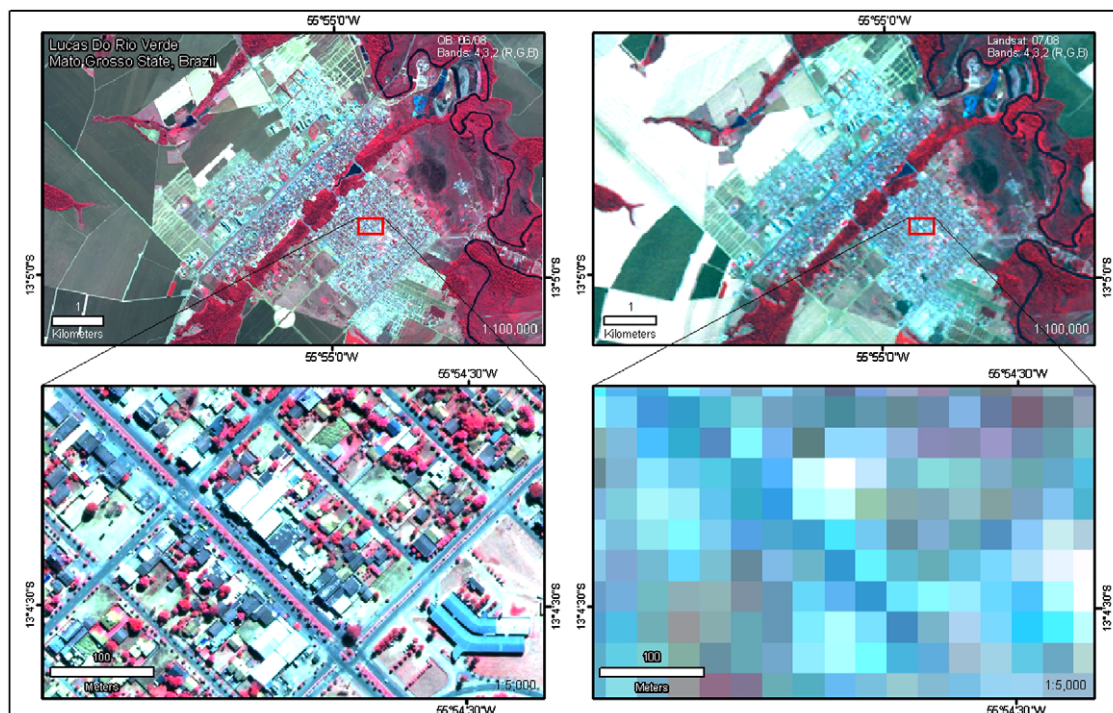 55°55'0"W
55°55'0"W
Lucas Do Rio Verde
Mato Grosso State, Brazil
QB: 06/08
Bands: 4,3,2 (R,G,B)
Landsat: 07/08
Bands: 4,3,2 (R,G,B)
13°5'0"S
13°5'0"S
13°5'0"S
13°5'0"S
1
Kilometers
1:100,000
1
Kilometers
1:100,000
55°55'0"W
55°55'0"W
55°54'30"W
55°54'30"W
13°4'30"S
13°4'30"S
13°4'30"S
13°4'30"S
100
Meters
1:5,000
100
Meters
1:5,000
55°54'30"W
55°54'30"W